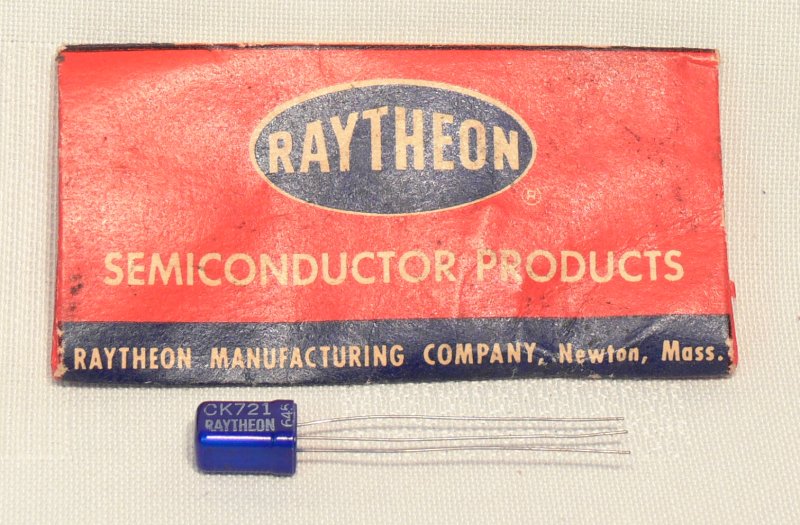 RAYTHEON
®
SEMICONDUCTOR PRODUCTS
RAYTHEON MANUFACTURING COMPANY, Newton, Mass.
CK721
RAYTHEON
645